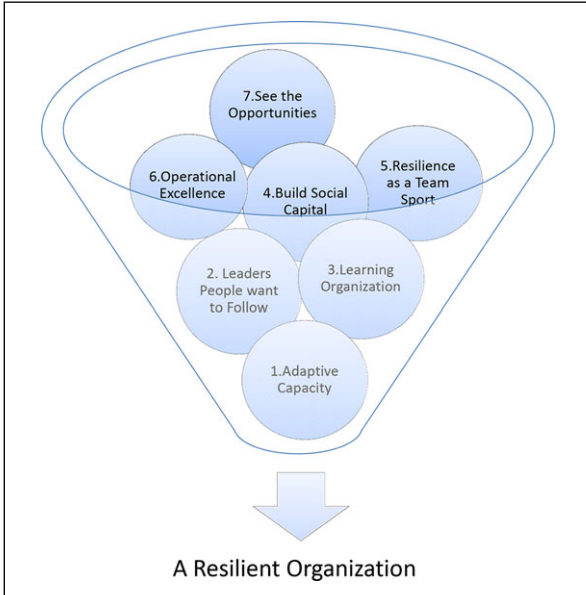 7.See the
Opportunities
6.Operational
Excellence
4.Build Social
Capital
5.Resilience
as a Team
Sport
2. Leaders
People want
to Follow
3.Learning
Organization
1.Adaptive
Capacity
A Resilient Organization